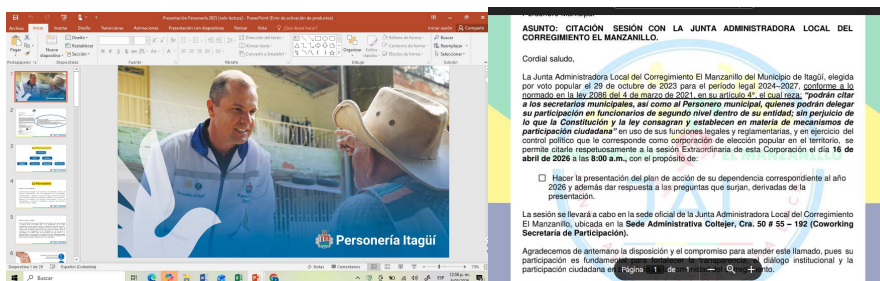 Presentación Personería 2025 [solo lectura] - PowerPoint (Error de activación de productos)
Archivo Inicio Insertar Diseño Transiciones Animaciones Presentación con diapositivas Revisar Vista ¿Qué desea hacer?
Iniciar sesión Compartir
Pegar
Nueva diapositiva
Diseño
Restablecer
Sección
Dirección del texto
Alinear texto
Convertir a SmartArt
Organizar
Estilos rápidos
Relleno de forma
Contorno de forma
Efectos de forma
Buscar
Reemplazar
Seleccionar
Portapapeles Diapositivas Fuente Párrafo Dibujo Edición
1
2
3
4
5
6
Personería Itagüí
Español (Colombia)
Notas Comentarios
73%
Buscar
ESP
12:50 p. m.
ASUNTO: CITACIÓN SESIÓN CON LA JUNTA ADMINISTRADORA LOCAL DEL
CORREGIMIENTO EL MANZANILLO.
Cordial saludo,
La Junta Administradora Local del Corregimiento El Manzanillo del Municipio de Itagüí, elegida
por voto popular el 29 de octubre de 2023 para el período legal 2024–2027, conforme a lo
normado en la ley 2086 del 4 de marzo de 2021, en su artículo 4°, el cual reza: "podrán citar
a los secretarios municipales, así como al Personero municipal, quienes podrán delegar
su participación en funcionarios de segundo nivel dentro de su entidad; sin perjuicio de
lo que la Constitución y la ley consagran y establecen en materia de mecanismos de
participación ciudadana" en uso de sus funciones legales y reglamentarias, y en ejercicio del
control político que le corresponde como corporación de elección popular en el territorio, se
permite citarle respetuosamente a la sesión Extraordinaria de esta Corporación el día 16 de
abril de 2026 a las 8:00 a.m., con el propósito de:
EL MANZANILLO
Hacer la presentación del plan de acción de su dependencia correspondiente al año
2026 y además dar respuesta a las preguntas que surjan, derivadas de la
presentación.
La sesión se llevará a cabo en la sede oficial de la Junta Administradora Local del Corregimiento
El Manzanillo, ubicada en la Sede Administrativa Coltejer, Cra. 50 # 55 – 192 (Coworking
Secretaría de Participación).
Agradecemos de antemano la disposición y el compromiso para atender este llamado, pues su
participación es fundamental para fortalecer la transparencia, el diálogo institucional y la
participación ciudadana en
Página 1 de